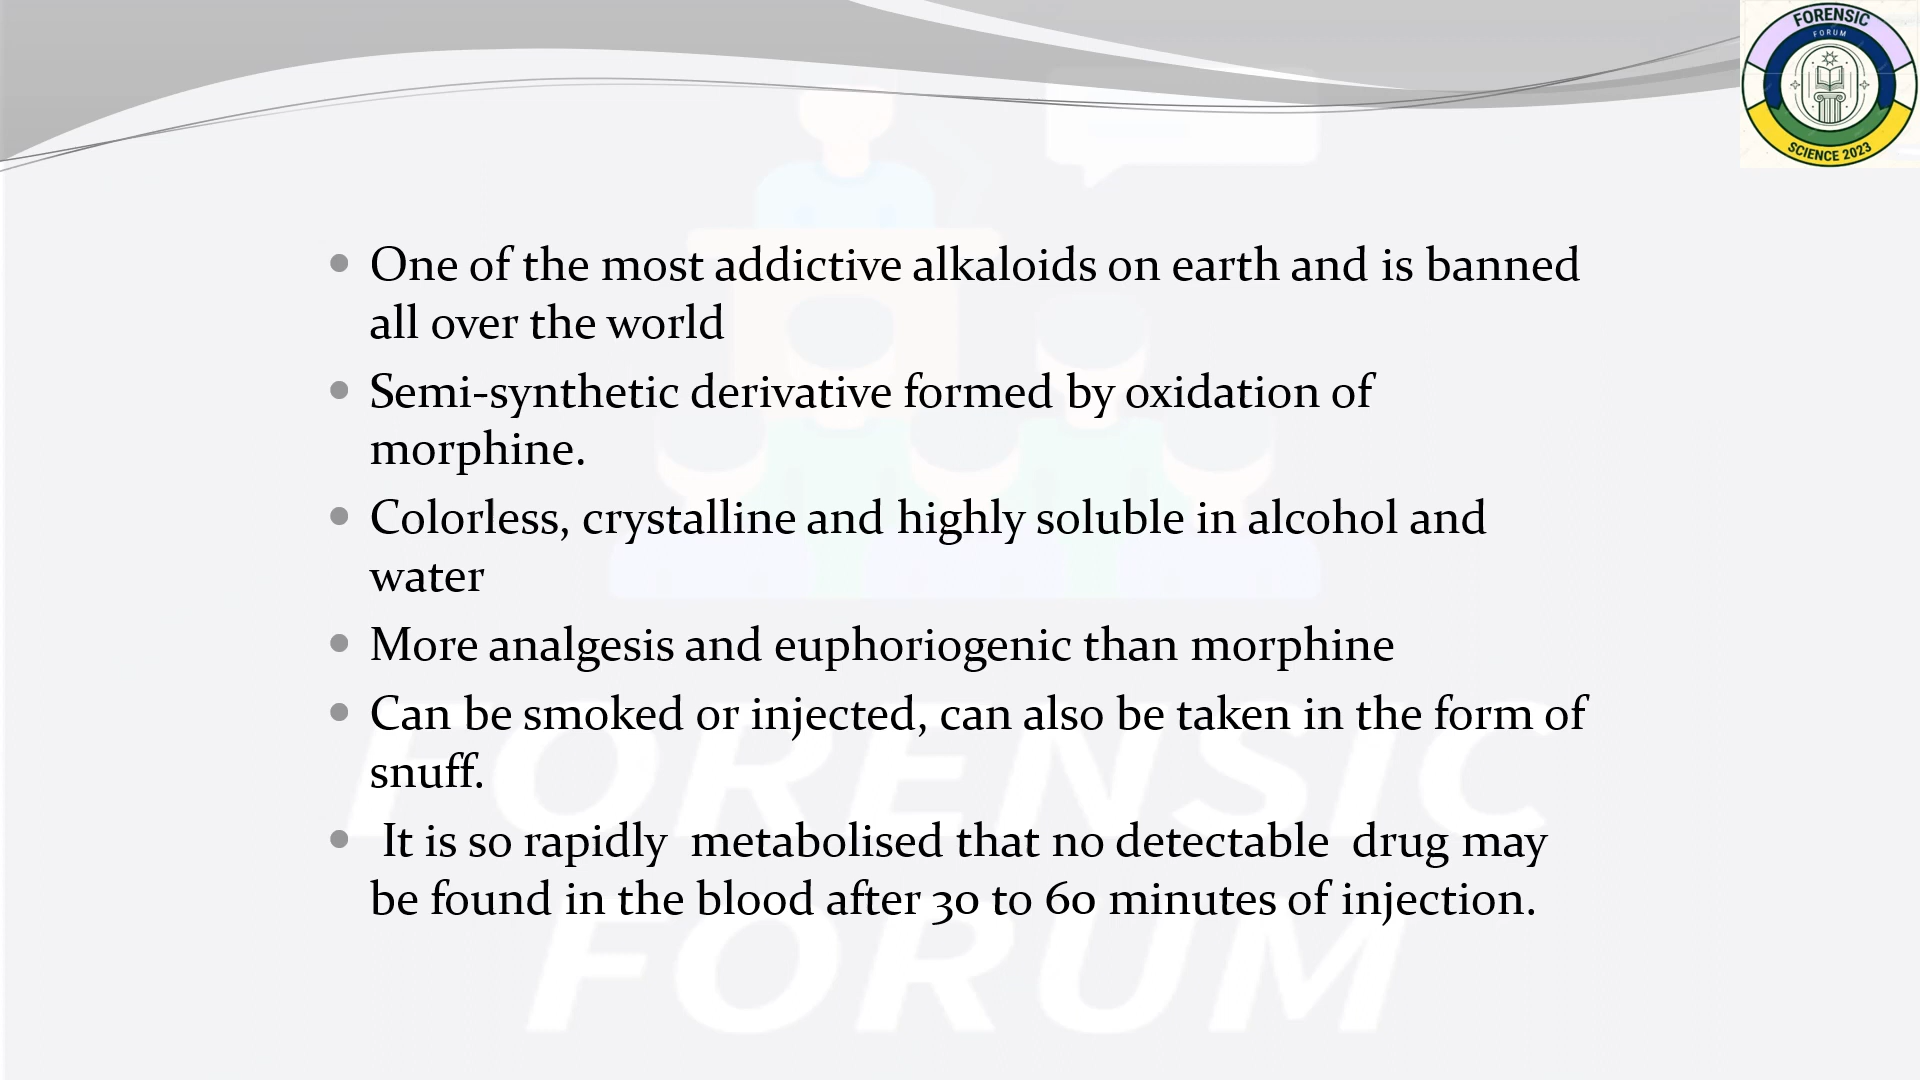 FORENSIC
FORUM
SCIENCE 2023
• One of the most addictive alkaloids on earth and is banned
all over the world
• Semi-synthetic derivative formed by oxidation of
morphine.
• Colorless, crystalline and highly soluble in alcohol and
water
• More analgesis and euphoriogenic than morphine
• Can be smoked or injected, can also be taken in the form of
snuff.
• It is so rapidly metabolised that no detectable drug may
be found in the blood after 30 to 60 minutes of injection.
FORENSIC
FORUM